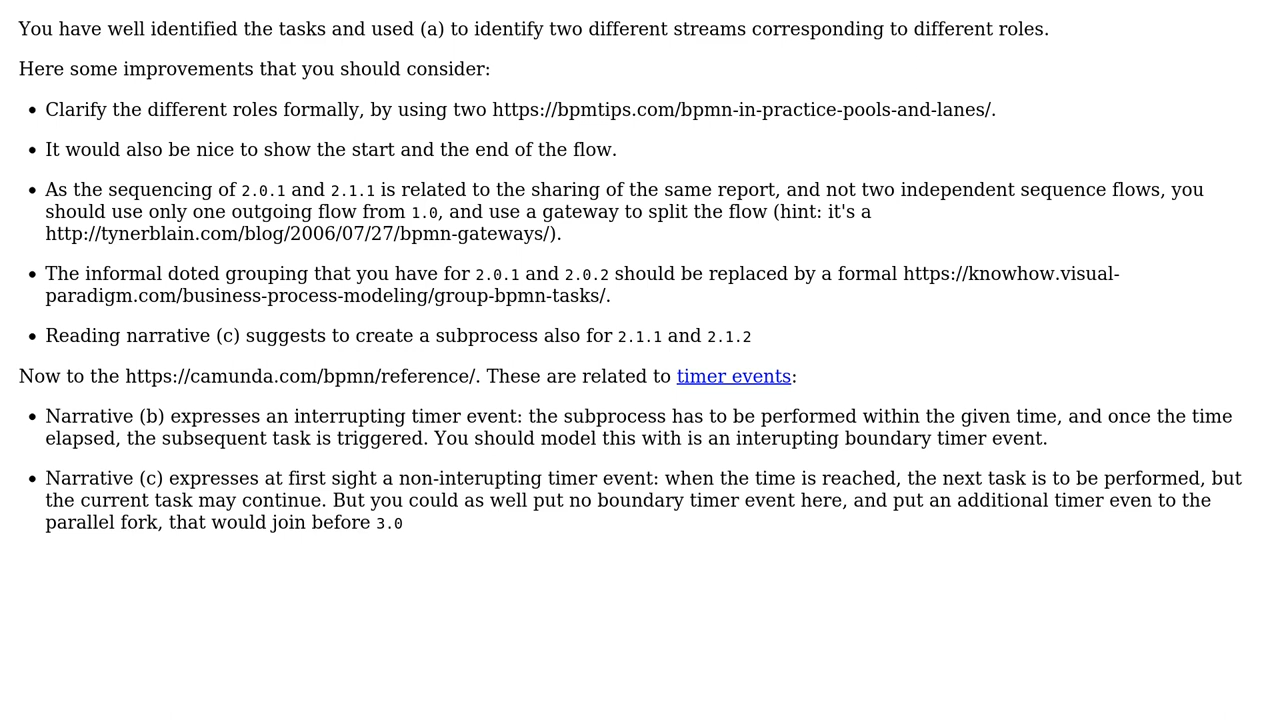 You have well identified the tasks and used (a) to identify two different streams corresponding to different roles.
Here some improvements that you should consider:
• Clarify the different roles formally, by using two https://bpmtips.com/bpmn-in-practice-pools-and-lanes/.
• It would also be nice to show the start and the end of the flow.
• As the sequencing of 2.0.1 and 2.1.1 is related to the sharing of the same report, and not two independent sequence flows, you
should use only one outgoing flow from 1.0, and use a gateway to split the flow (hint: it's a
http://tynerblain.com/blog/2006/07/27/bpmn-gateways/).
• The informal doted grouping that you have for 2.0.1 and 2.0.2 should be replaced by a formal https://knowhow.visual-
paradigm.com/business-process-modeling/group-bpmn-tasks/.
• Reading narrative (c) suggests to create a subprocess also for 2.1.1 and 2.1.2
Now to the https://camunda.com/bpmn/reference/. These are related to timer events:
• Narrative (b) expresses an interrupting timer event: the subprocess has to be performed within the given time, and once the time
elapsed, the subsequent task is triggered. You should model this with is an interupting boundary timer event.
• Narrative (c) expresses at first sight a non-interupting timer event: when the time is reached, the next task is to be performed, but
the current task may continue. But you could as well put no boundary timer event here, and put an additional timer even to the
parallel fork, that would join before 3.0